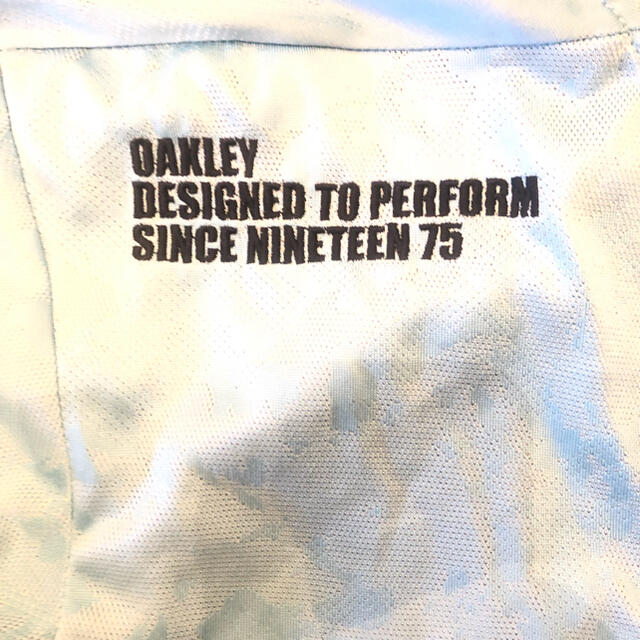 OAKLEY
DESIGNED TO PERFORM
SINCE NINETEEN 75